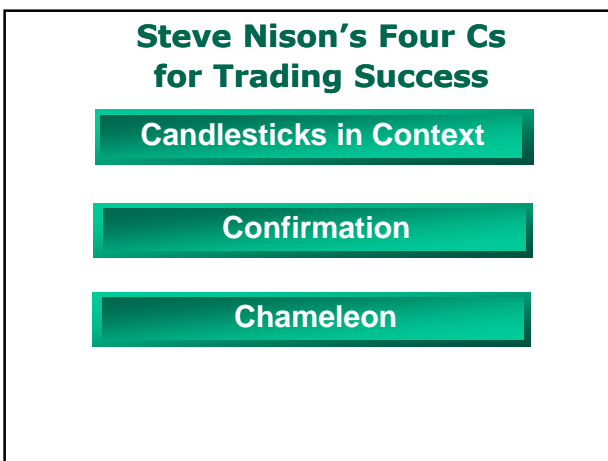 Steve Nison’s Four Cs
for Trading Success
Candlesticks in Context
Confirmation
Chameleon